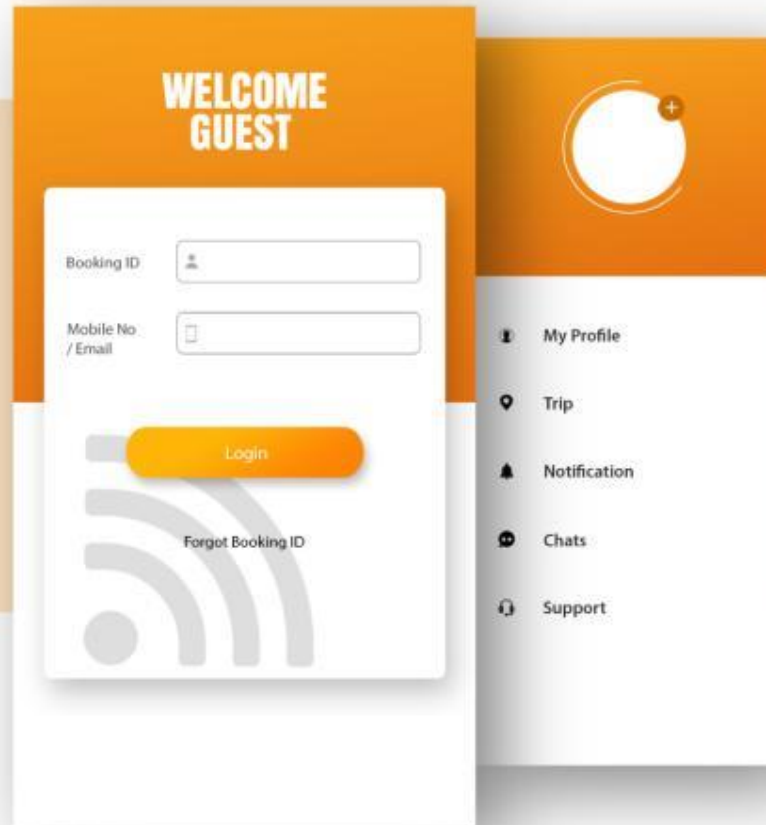 WELCOME
GUEST
Booking ID
Mobile No
/ Email
Login
Forgot Booking ID
My Profile
Trip
Notification
Chats
Support